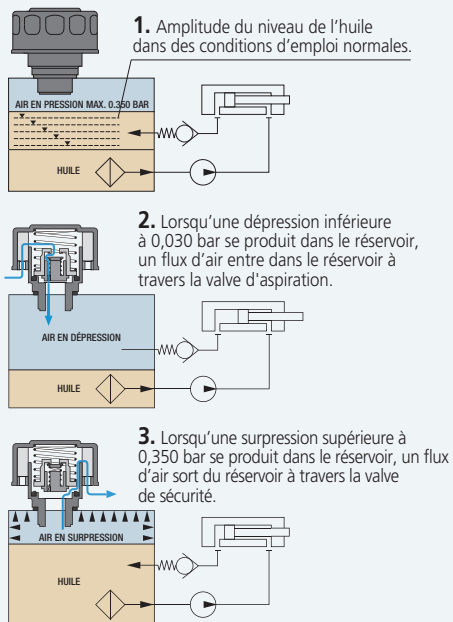 1. Amplitude du niveau de l'huile
dans des conditions d'emploi normales.
AIR EN PRESSION MAX. 0.350 BAR
HUILE
2. Lorsqu'une dépression inférieure
à 0,030 bar se produit dans le réservoir,
un flux d'air entre dans le réservoir à
travers la valve d'aspiration.
AIR EN DÉPRESSION
HUILE
3. Lorsqu'une surpression supérieure à
0,350 bar se produit dans le réservoir, un flux
d'air sort du réservoir à travers la valve
de sécurité.
AIR EN SURPRESSION
HUILE